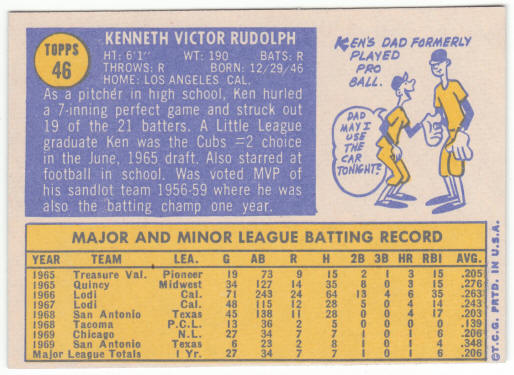 TOPPS
46
KENNETH VICTOR RUDOLPH
HT: 6'1" WT: 190 BATS: R
THROWS: R BORN: 12/29/46
HOME: LOS ANGELES CAL.
As a pitcher in high school, Ken hurled
a 7-inning perfect game and struck out
19 of the 21 batters. A Little League
graduate Ken was the Cubs =2 choice
in the June, 1965 draft. Also starred at
football in school. Was voted MVP of
his sandlot team 1956-59 where he was
also the batting champ one year.
KEN'S DAD FORMERLY
PLAYED
PRO
BALL.
DAD
MAY I
USE
THE
CAR
TONIGHT?
MAJOR AND MINOR LEAGUE BATTING RECORD
YEAR TEAM LEA. G AB R H 2B 3B HR RBI AVG.
1965 Treasure Val. Pioneer 19 73 9 15 2 1 3 15 .205
1965 Quincy Midwest 34 127 14 35 8 0 3 15 .276
1966 Lodi Cal. 71 243 24 64 13 4 6 35 .263
1967 Lodi Cal. 48 115 12 28 5 0 4 14 .243
1968 San Antonio Texas 45 138 11 28 0 0 4 17 .203
1968 Tacoma P.C.L. 13 36 2 5 0 0 0 0 .139
1969 Chicago N.L. 27 34 7 7 1 0 1 6 .206
1969 San Antonio Texas 6 23 2 8 1 0 0 4 .348
Major League Totals 1 Yr. 27 34 7 7 1 0 1 6 .206
©T.C.G. PRTD. IN U.S.A.